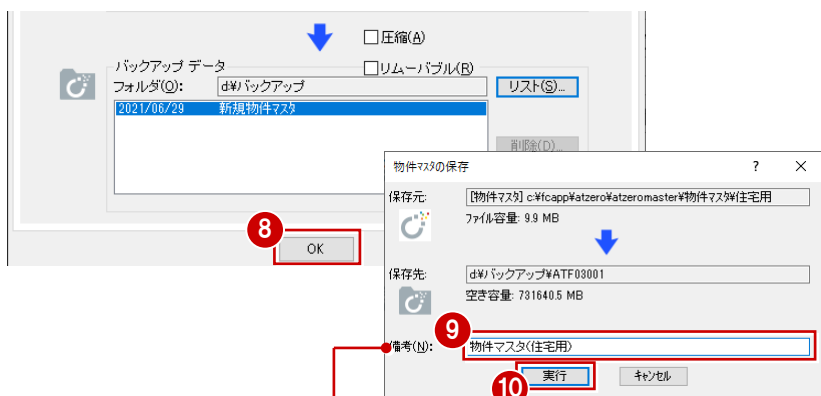 圧縮(A)
バックアップ データ
リムーバブル(R)
フォルダ(O):
d:¥バックアップ
リスト(S)...
2021/06/29 新規物件マスタ
削除(D)...
8
OK
物件マスタの保存
? ×
保存元:
[物件マスタ] c:¥fcapp¥atzero¥atzeromaster¥物件マスタ¥住宅用
ファイル容量: 9.9 MB
保存先:
d:¥バックアップ¥ATF03001
空き容量: 731640.5 MB
9
備考(N):
物件マスタ(住宅用)
10
実行
キャンセル